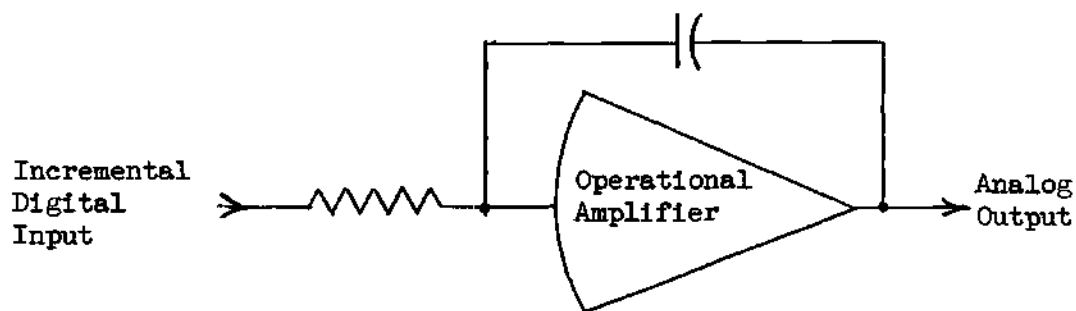 Incremental
Digital
Input
Operational
Amplifier
Analog
Output